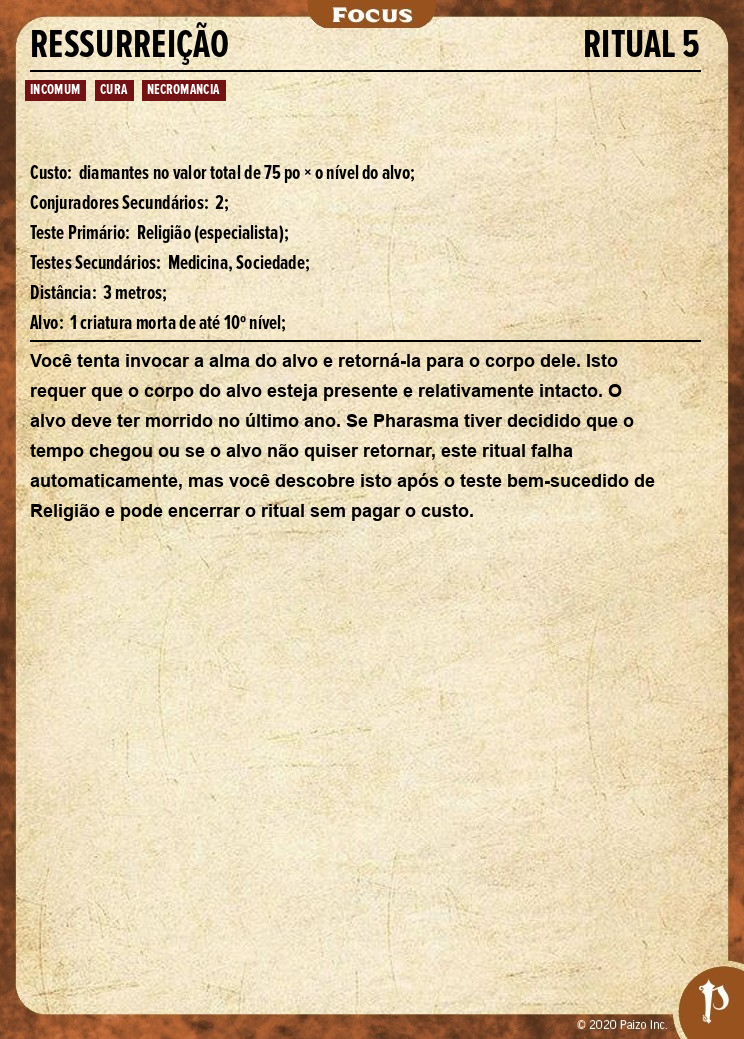 Focus
RESSURREIÇÃO RITUAL 5
INCOMUM CURA NECROMANCIA
Custo: diamantes no valor total de 75 po × o nível do alvo;
Conjuradores Secundários: 2;
Teste Primário: Religião (especialista);
Testes Secundários: Medicina, Sociedade;
Distância: 3 metros;
Alvo: 1 criatura morta de até 10º nível;
Você tenta invocar a alma do alvo e retorná-la para o corpo dele. Isto
requer que o corpo do alvo esteja presente e relativamente intacto. O
alvo deve ter morrido no último ano. Se Pharasma tiver decidido que o
tempo chegou ou se o alvo não quiser retornar, este ritual falha
automaticamente, mas você descobre isto após o teste bem-sucedido de
Religião e pode encerrar o ritual sem pagar o custo.
© 2020 Paizo Inc.
P